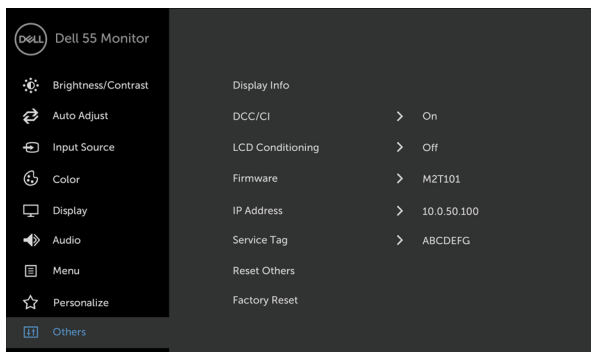 DELL Dell 55 Monitor
Brightness/Contrast
Auto Adjust
Input Source
Color
Display
Audio
Menu
Personalize
Others
Display Info
DCC/CI > On
LCD Conditioning > Off
Firmware > M2T101
IP Address > 10.0.50.100
Service Tag > ABCDEFG
Reset Others
Factory Reset